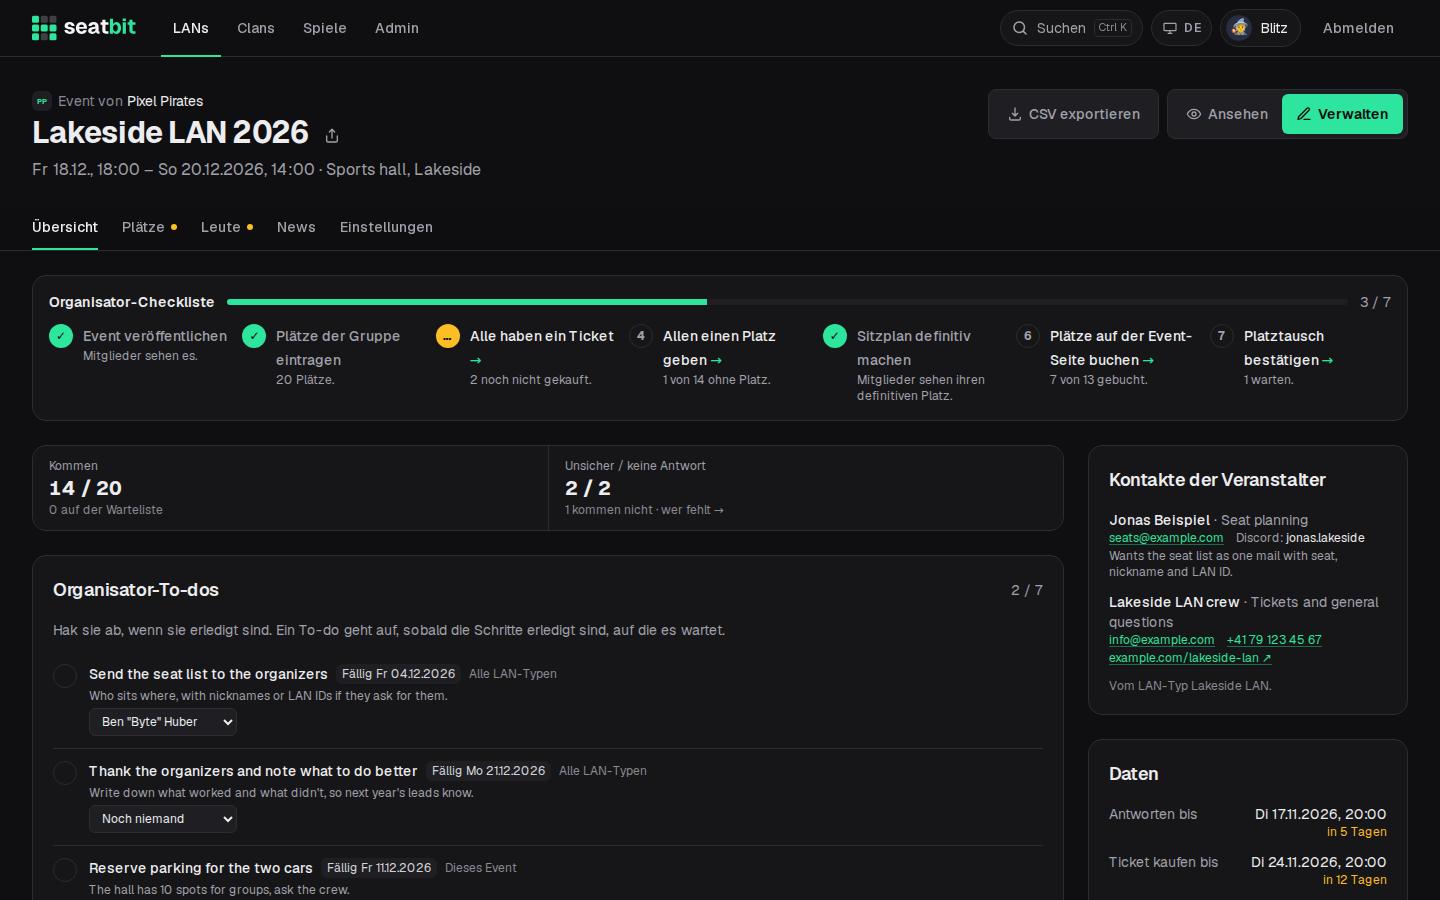 seatbit
LANs
Clans
Spiele
Admin
Suchen Ctrl K
DE
Blitz
Abmelden
PP Event von Pixel Pirates
Lakeside LAN 2026
Fr 18.12., 18:00 – So 20.12.2026, 14:00 · Sports hall, Lakeside
CSV exportieren
Ansehen
Verwalten
Übersicht
Plätze
Leute
News
Einstellungen
Organisator-Checkliste
3 / 7
✓ Event veröffentlichen
Mitglieder sehen es.
✓ Plätze der Gruppe
eintragen
20 Plätze.
... Alle haben ein Ticket
→
2 noch nicht gekauft.
4 Allen einen Platz
geben →
1 von 14 ohne Platz.
✓ Sitzplan definitiv
machen
Mitglieder sehen ihren
definitiven Platz.
6 Plätze auf der Event-
Seite buchen →
7 von 13 gebucht.
7 Platztausch
bestätigen →
1 warten.
Kommen
14 / 20
0 auf der Warteliste
Unsicher / keine Antwort
2 / 2
1 kommen nicht · wer fehlt →
Organisator-To-dos
2 / 7
Hak sie ab, wenn sie erledigt sind. Ein To-do geht auf, sobald die Schritte erledigt sind, auf die es wartet.
Send the seat list to the organizers Fällig Fr 04.12.2026 Alle LAN-Typen
Who sits where, with nicknames or LAN IDs if they ask for them.
Ben "Byte" Huber
Thank the organizers and note what to do better Fällig Mo 21.12.2026 Alle LAN-Typen
Write down what worked and what didn't, so next year's leads know.
Noch niemand
Reserve parking for the two cars Fällig Fr 11.12.2026 Dieses Event
The hall has 10 spots for groups, ask the crew.
Kontakte der Veranstalter
Jonas Beispiel · Seat planning
seats@example.com Discord: jonas.lakeside
Wants the seat list as one mail with seat,
nickname and LAN ID.
Lakeside LAN crew · Tickets and general
questions
info@example.com +41 79 123 45 67
example.com/lakeside-lan ↗
Vom LAN-Typ Lakeside LAN.
Daten
Antworten bis Di 17.11.2026, 20:00
in 5 Tagen
Ticket kaufen bis Di 24.11.2026, 20:00
in 12 Tagen